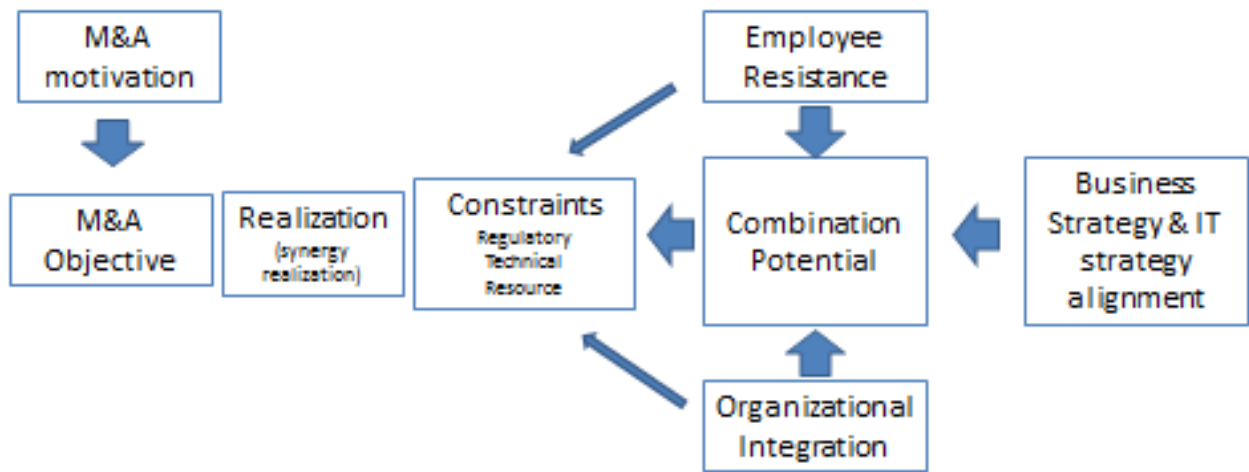 M&A
motivation
Employee
Resistance
M&A
Objective
Realization
(synergy
realization)
Constraints
Regulatory
Technical
Resource
Combination
Potential
Business
Strategy & IT
strategy
alignment
Organizational
Integration